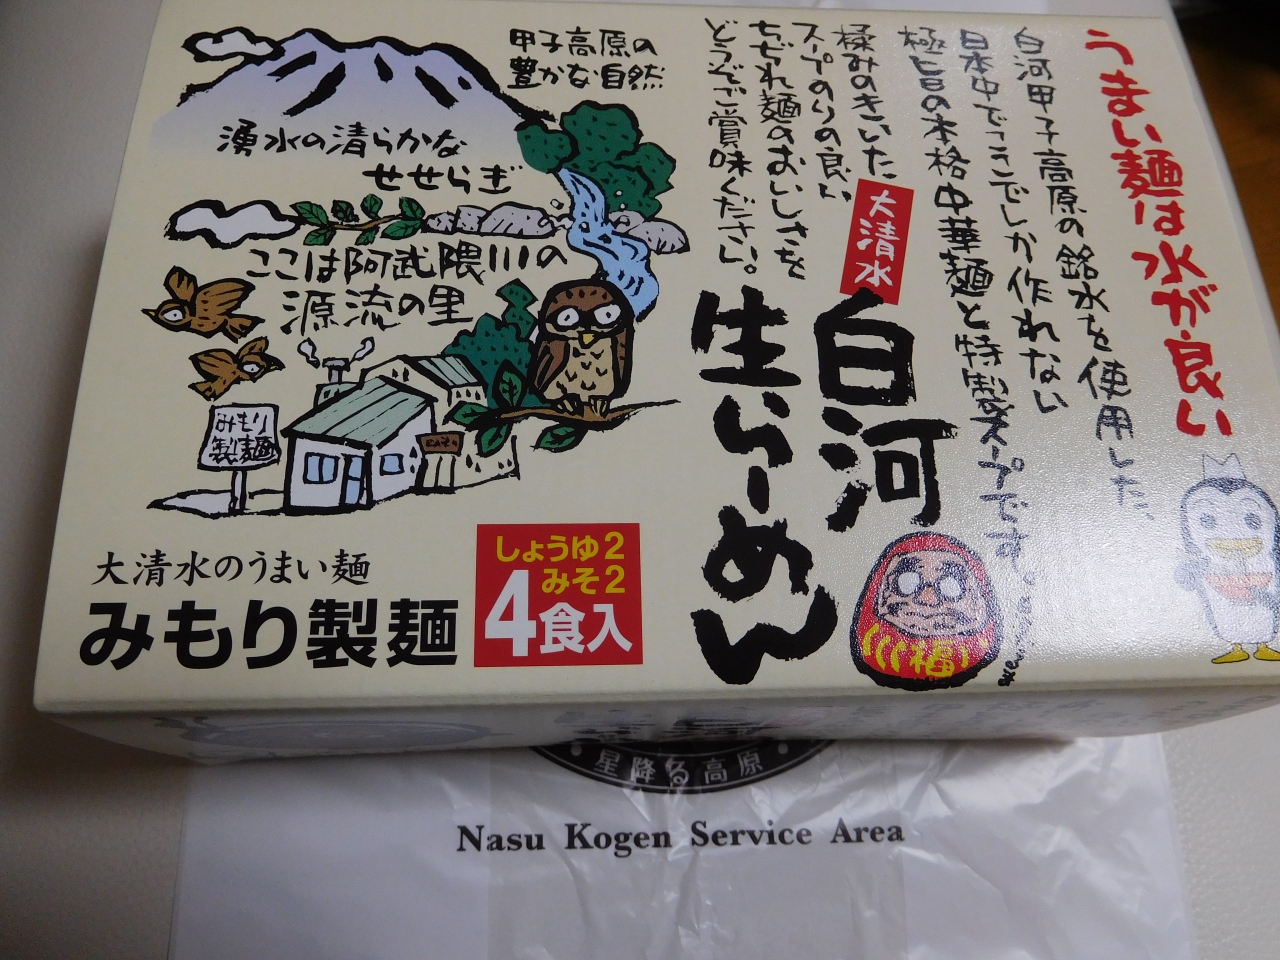 うまい麺は水が良い
白河甲子高原の銘水を使用した、
日本中でここでしか作れない
極旨の本格中華麺と特製スープです。
揉みのきいた
スープのりの良い
ちぢれ麺のおいしさを
どうぞご賞味ください。
大清水
白河
生らーめん
甲子高原の
豊かな自然
湧水の清らかな
せせらぎ
ここは阿武隈川の
源流の里
みもり
製麺
大清水のうまい麺
みもり製麺
しょうゆ2
みそ2
4食入
福
星降る高原
Nasu Kogen Service Area